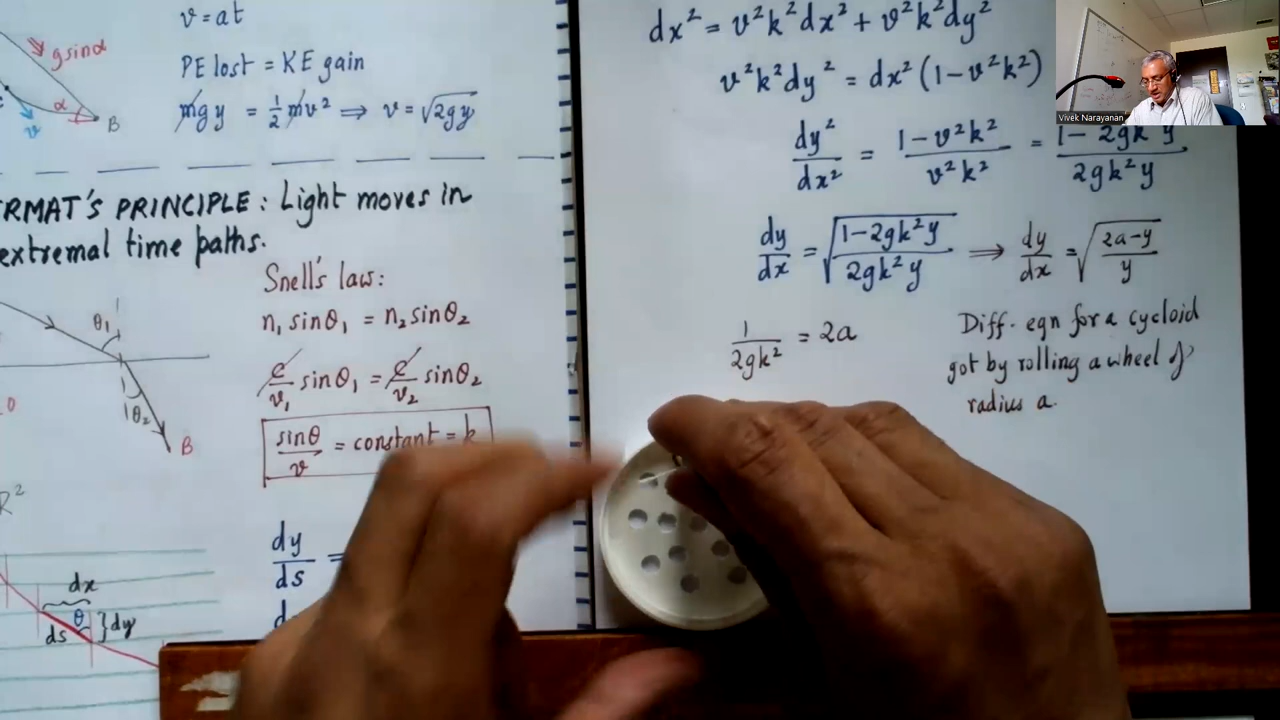 v = at
g sinα
PE lost = KE gain
mgy = 1/2 mv² ⟹ v = √2gy
α
v
B
RMAT'S PRINCIPLE : Light moves in
extremal time paths.
Snell's law:
n₁ sinθ₁ = n₂ sinθ₂
θ₁
c/v₁ sinθ₁ = c/v₂ sinθ₂
θ₂
B
sinθ/v = constant = k
R²
dy/ds =
dx
θ
ds
dy
dx² = v²k²dx² + v²k²dy²
v²k²dy² = dx² (1 - v²k²)
dy²/dx² = 1 - v²k²/v²k² = 1 - 2gk²y/2gk²y
dy/dx = √1-2gk²y/2gk²y ⟹ dy/dx = √2a-y/y
1/2gk² = 2a
Diff. eqn for a cycloid
got by rolling a wheel of
radius a.
Vivek Narayanan